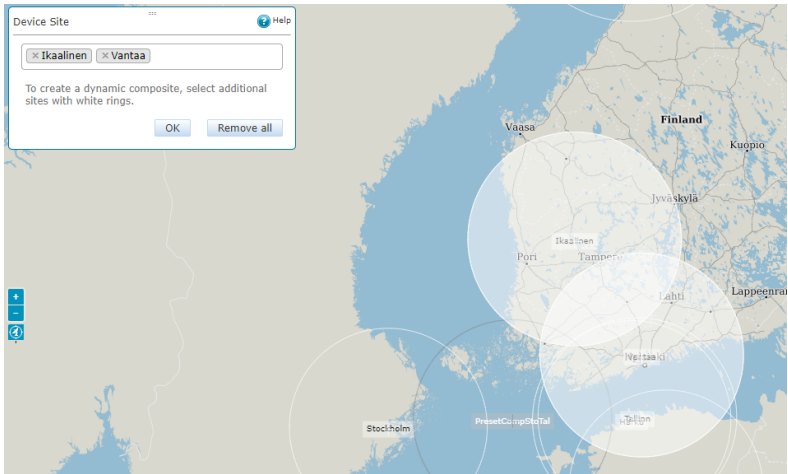 Device Site
Help
× Ikaalinen × Vantaa
To create a dynamic composite, select additional
sites with white rings.
OK Remove all
Finland
Vaasa
Kuopio
Jyväskylä
Ikaalinen
Pori Tampere
Lahti
Lappeenran
+
−
Stockholm
PresetCompStoTal
Tallinn